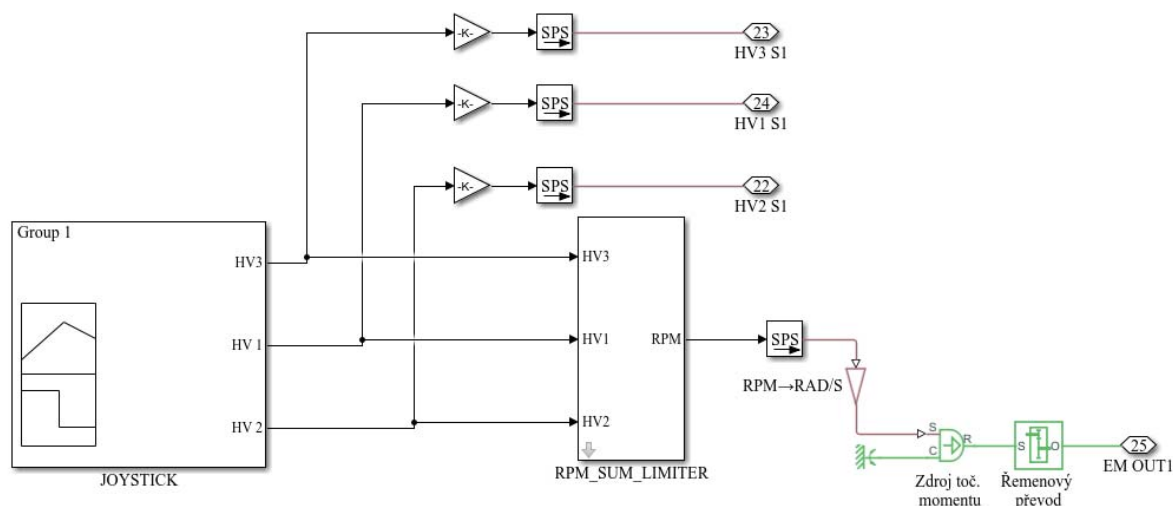 -K-
SPS
23
HV3 S1
-K-
SPS
24
HV1 S1
-K-
SPS
22
HV2 S1
Group 1
HV3
HV 1
HV 2
JOYSTICK
HV3
HV1
HV2
RPM
RPM_SUM_LIMITER
SPS
RPM→RAD/S
S
C
R
Zdroj toč.
momentu
S
O
Řemenový
převod
25
EM OUT1